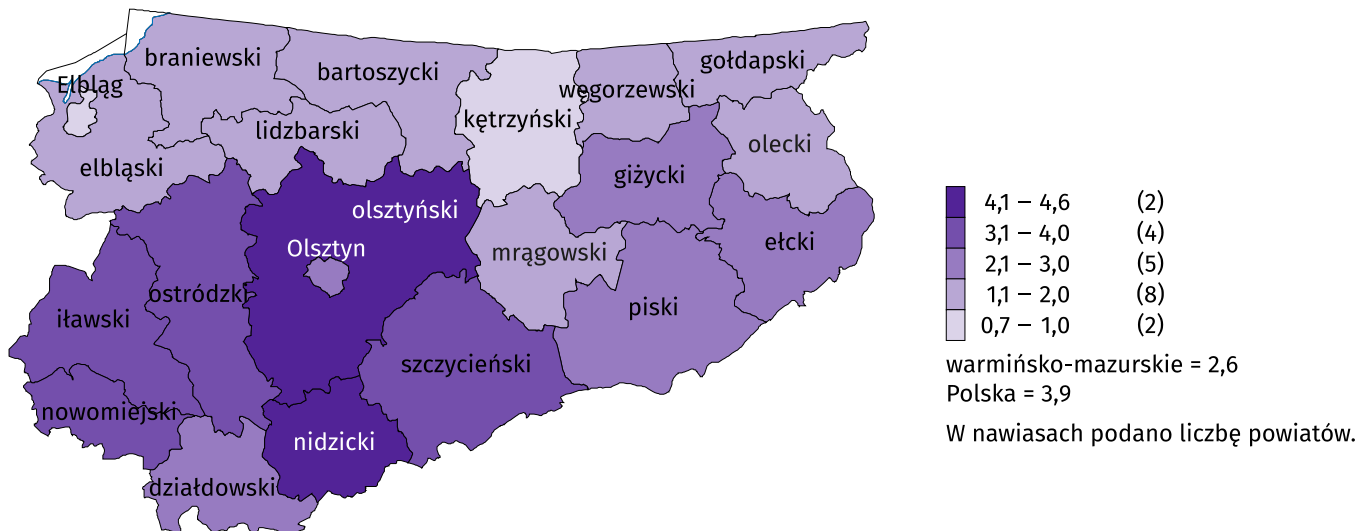 braniewski
bartoszycki
gołdapski
Elbląg
węgorzewski
kętrzyński
lidzbarski
olecki
elbląski
giżycki
olsztyński
Olsztyn
mrągowski
ełcki
ostródzki
iławski
piski
szczycieński
nowomiejski
nidzicki
działdowski
4,1 – 4,6 (2)
3,1 – 4,0 (4)
2,1 – 3,0 (5)
1,1 – 2,0 (8)
0,7 – 1,0 (2)
warmińsko-mazurskie = 2,6
Polska = 3,9
W nawiasach podano liczbę powiatów.